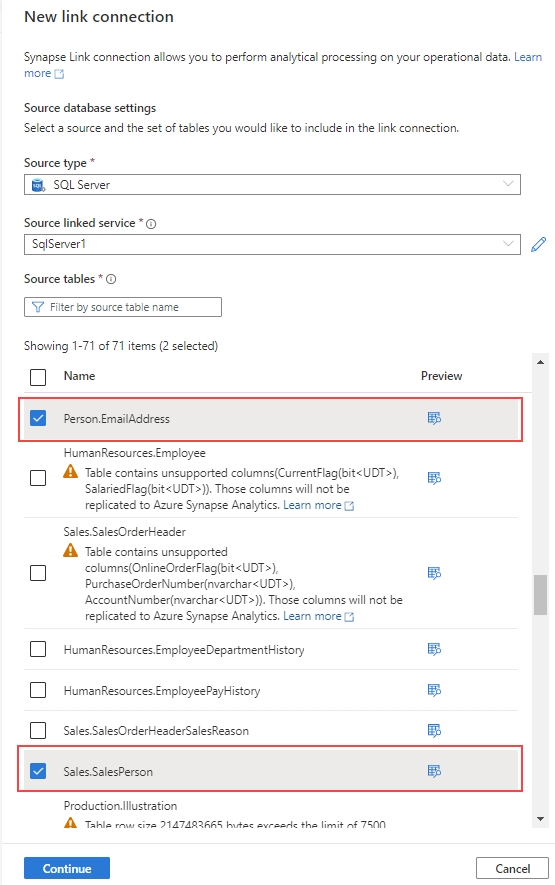 New link connection
Synapse Link connection allows you to perform analytical processing on your operational data. Learn
more
Source database settings
Select a source and the set of tables you would like to include in the link connection.
Source type *
SQL Server
Source linked service *
SqlServer1
Source tables *
Filter by source table name
Showing 1-71 of 71 items (2 selected)
Name Preview
Person.EmailAddress
HumanResources.Employee
Table contains unsupported columns(CurrentFlag(bit<UDT>),
SalariedFlag(bit<UDT>)). Those columns will not be
replicated to Azure Synapse Analytics. Learn more
Sales.SalesOrderHeader
Table contains unsupported
columns(OnlineOrderFlag(bit<UDT>),
PurchaseOrderNumber(nvarchar<UDT>),
AccountNumber(nvarchar<UDT>)). Those columns will not be
replicated to Azure Synapse Analytics. Learn more
HumanResources.EmployeeDepartmentHistory
HumanResources.EmployeePayHistory
Sales.SalesOrderHeaderSalesReason
Sales.SalesPerson
Production.Illustration
Table row size 2147483665 bytes exceeds the limit of 7500
Continue Cancel